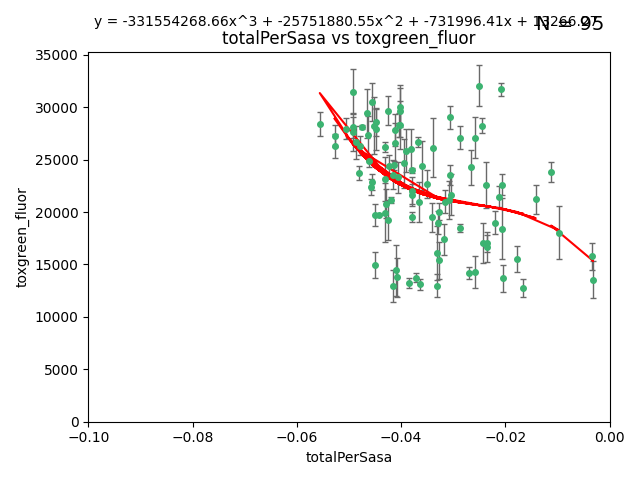 y = -331554268.66x^3 + -25751880.55x^2 + -731996.41x + 13266.07
N = 95
totalPerSasa vs toxgreen_fluor
35000
30000
25000
20000
15000
10000
5000
0
toxgreen_fluor
−0.10 −0.08 −0.06 −0.04 −0.02 0.00
totalPerSasa